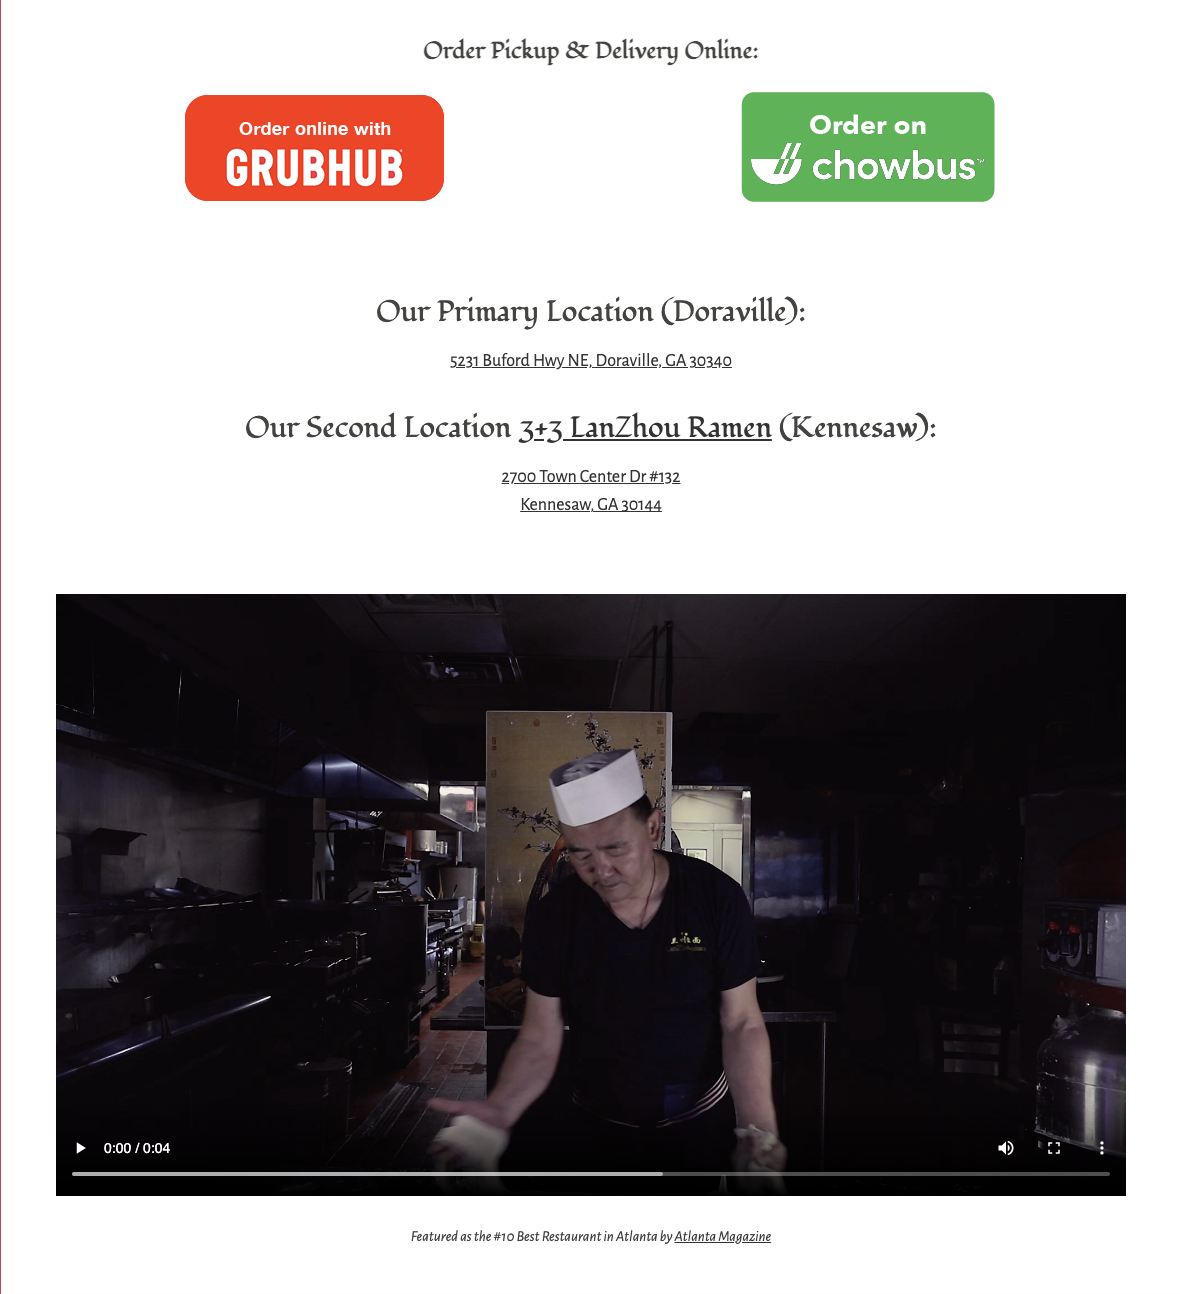 Order Pickup & Delivery Online:
Order online with
GRUBHUB
Order on
chowbus™
Our Primary Location (Doraville):
5231 Buford Hwy NE, Doraville, GA 30340
Our Second Location 3+3 LanZhou Ramen (Kennesaw):
2700 Town Center Dr #132
Kennesaw, GA 30144
0:00 / 0:04
Featured as the #10 Best Restaurant in Atlanta by Atlanta Magazine